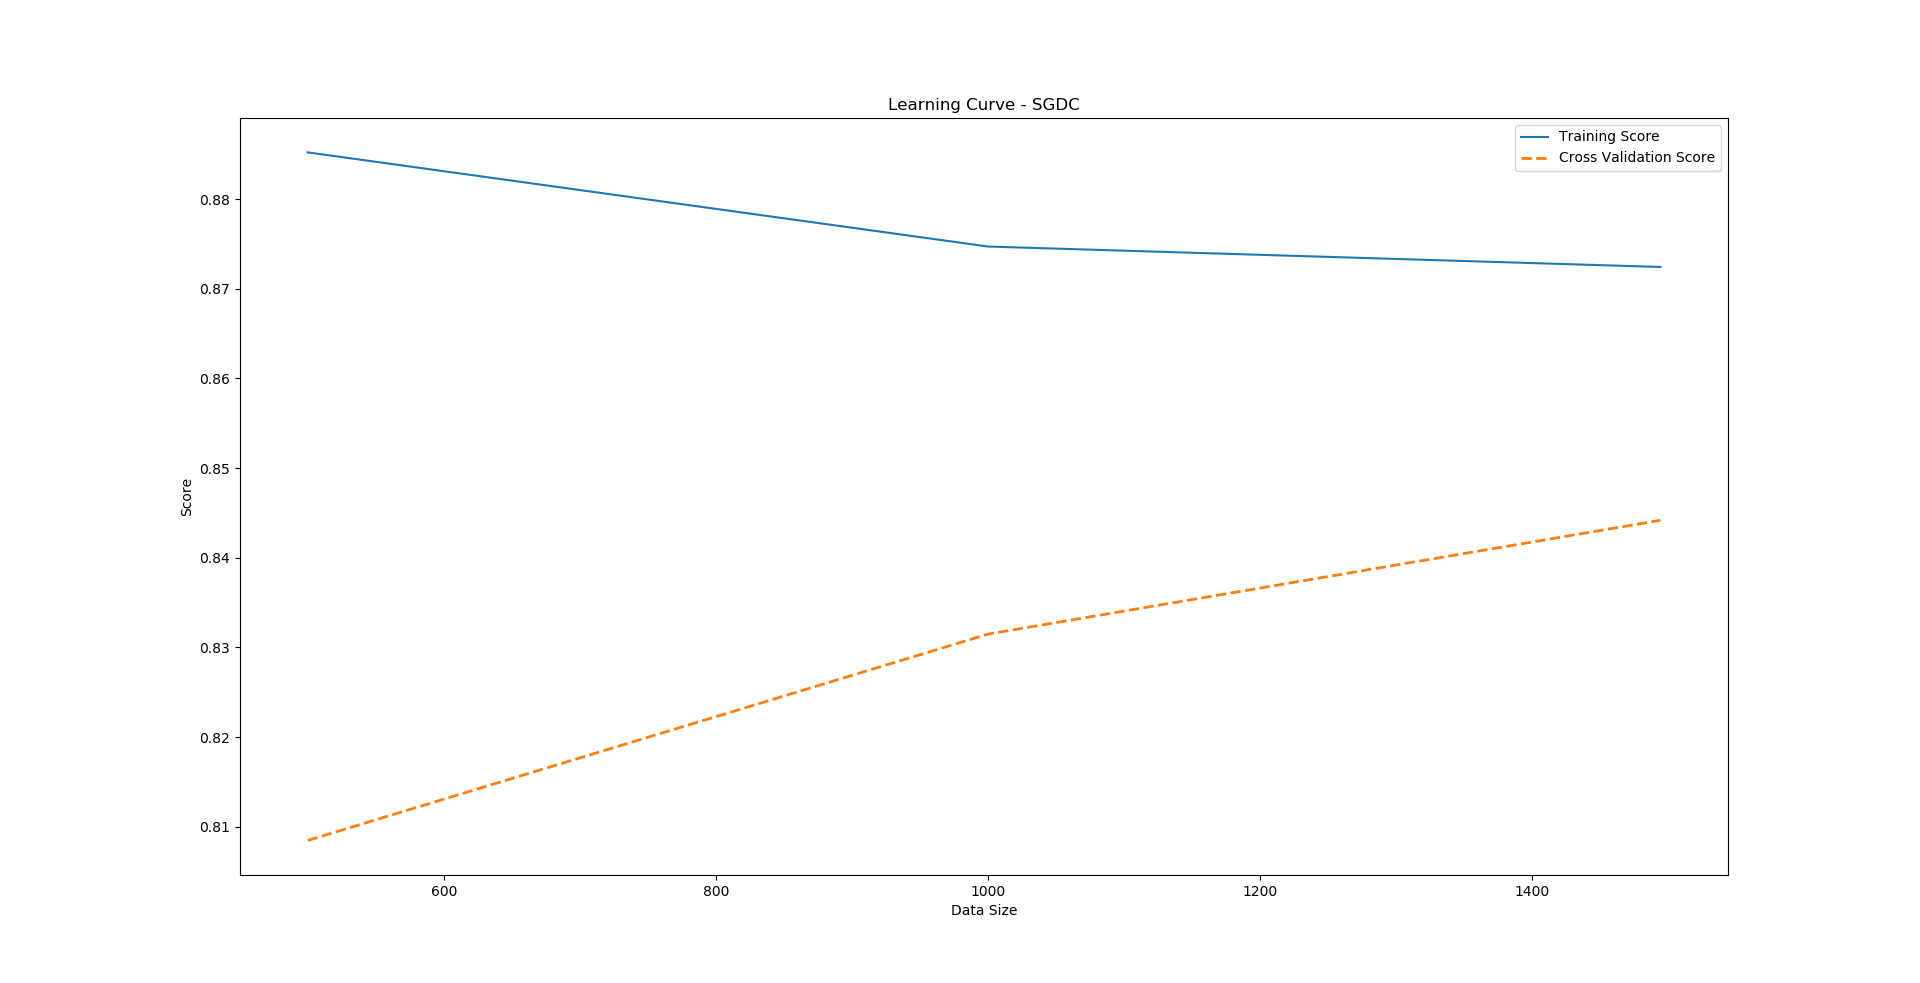 Learning Curve - SGDC
Training Score
Cross Validation Score
0.88
0.87
0.86
0.85
0.84
0.83
0.82
0.81
Score
600 800 1000 1200 1400
Data Size